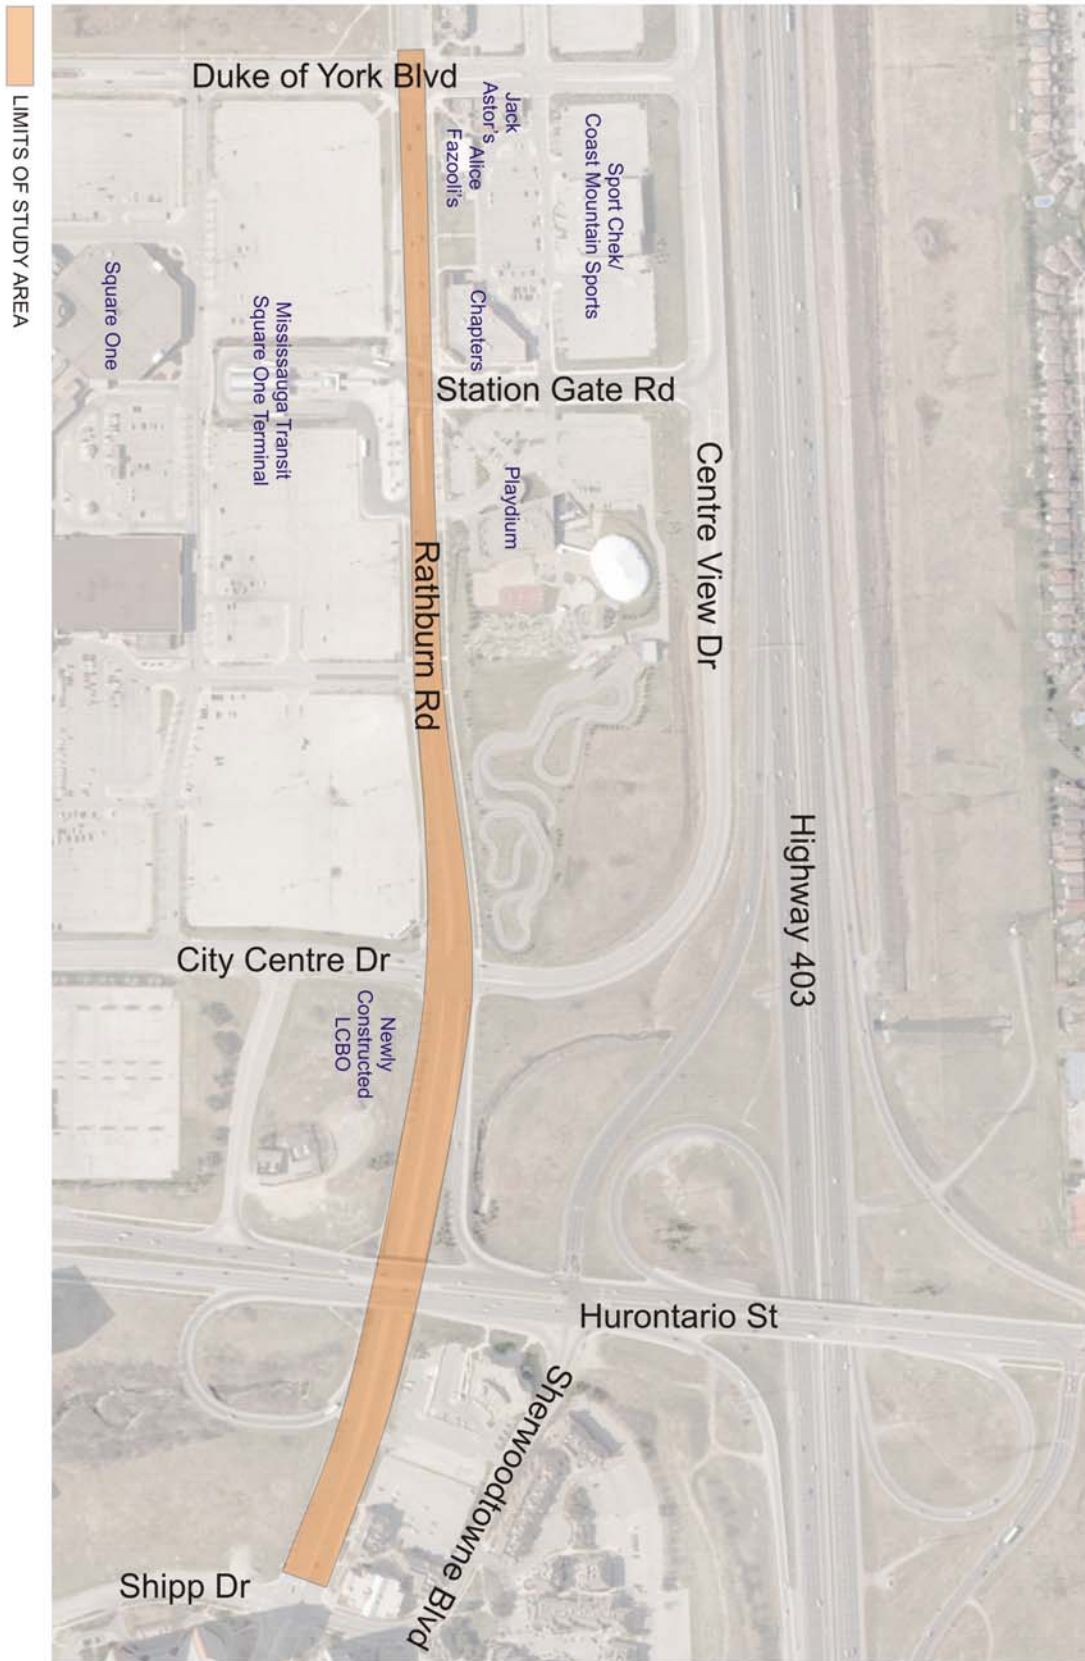 LIMITS OF STUDY AREA
Duke of York Blvd
Jack
Astor's
Alice
Fazooli's
Sport Chek/
Coast Mountain Sports
Square One
Mississauga Transit
Square One Terminal
Chapters
Station Gate Rd
Playdium
Centre View Dr
Rathburn Rd
Highway 403
City Centre Dr
Newly
Constructed
LCBO
Hurontario St
Sherwoodtowne Blvd
Shipp Dr